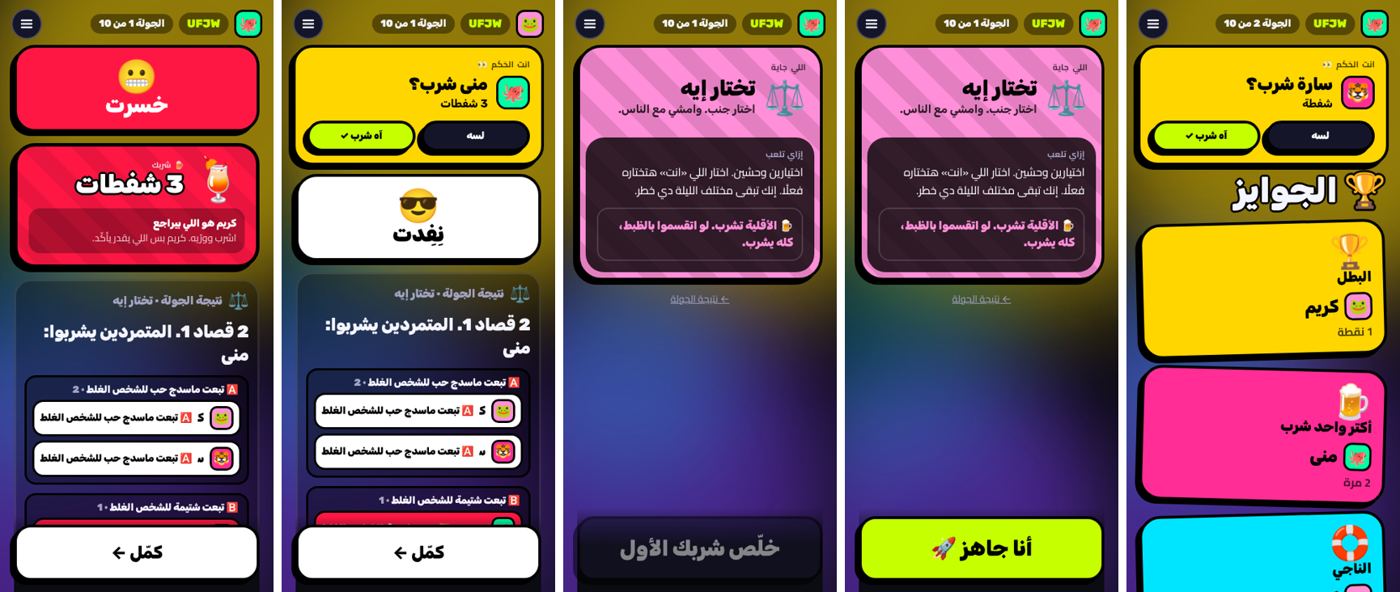 الجولة 1 من 10
UFJW
خسرت
شربك
3 شفطات
كريم هو اللي بيراجع
اشرب وورّيه. كريم بس اللي يقدر يأكّد.
نتيجة الجولة • تختار إيه
2 قصاد 1. المتمردين يشربوا:
منى
A تبعت ماسدج حب للشخص الغلط • 2
ك A تبعت ماسدج حب للشخص الغلط
A تبعت ماسدج حب للشخص الغلط
B تبعت شتيمة للشخص الغلط • 1
كمّل ←
الجولة 1 من 10
UFJW
انت الحكم
منى شرب؟
3 شفطات
لسه
آه شرب ✓
نِفِدت
نتيجة الجولة • تختار إيه
2 قصاد 1. المتمردين يشربوا:
منى
A تبعت ماسدج حب للشخص الغلط • 2
ك A تبعت ماسدج حب للشخص الغلط
A تبعت ماسدج حب للشخص الغلط
B تبعت شتيمة للشخص الغلط • 1
كمّل ←
الجولة 1 من 10
UFJW
اللي جاية
تختار إيه
اختار جنب. وامشي مع الناس.
إزاي تلعب
اختيارين وحشين. اختار اللي «انت» هتختاره
فعلًا. إنك تبقى مختلف الليلة دي خطر.
الأقلية تشرب. لو اتقسموا بالظبط،
كله يشرب.
← نتيجة الجولة
خلّص شربك الأول
الجولة 1 من 10
UFJW
اللي جاية
تختار إيه
اختار جنب. وامشي مع الناس.
إزاي تلعب
اختيارين وحشين. اختار اللي «انت» هتختاره
فعلًا. إنك تبقى مختلف الليلة دي خطر.
الأقلية تشرب. لو اتقسموا بالظبط،
كله يشرب.
← نتيجة الجولة
أنا جاهز
الجولة 2 من 10
UFJW
انت الحكم
سارة شرب؟
شفطة
لسه
آه شرب ✓
الجوايز
البطل
كريم
1 نقطة
أكتر واحد شرب
منى
2 مرة
الناجي